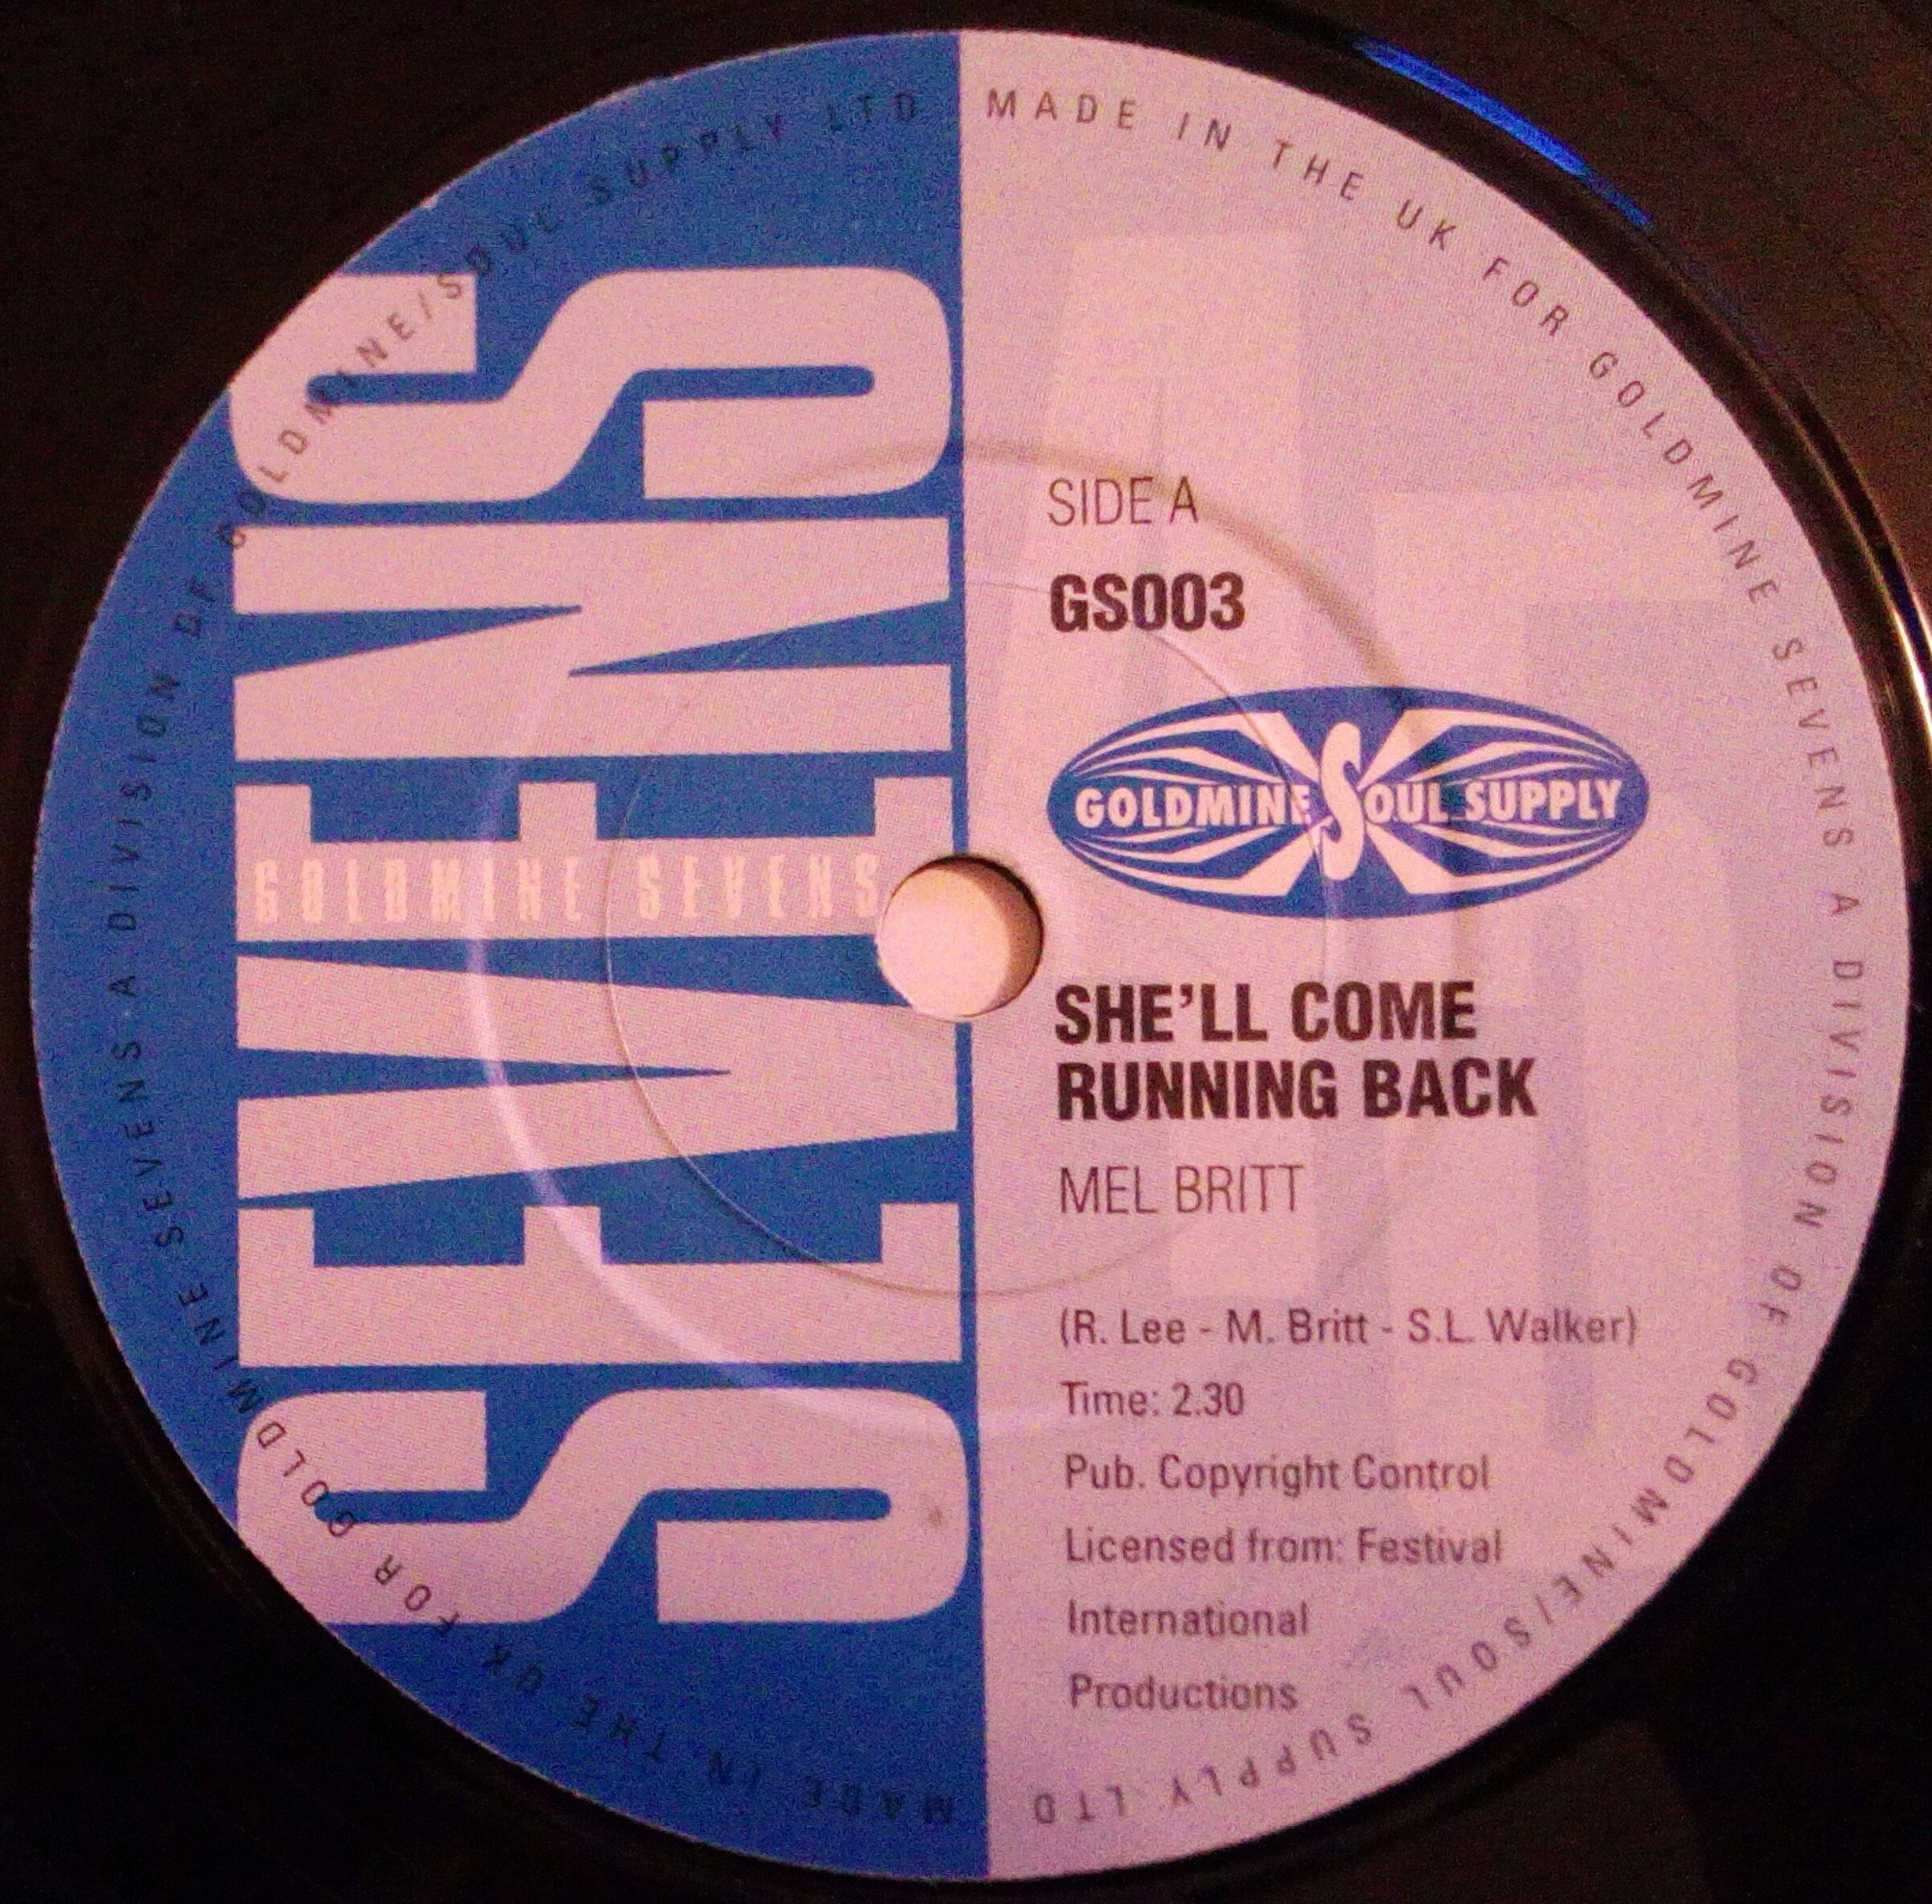 MADE IN THE UK FOR GOLDMINE SEVENS A DIVISION OF GOLDMINE/SOUL SUPPLY LTD
MADE IN THE UK FOR GOLDMINE SEVENS A DIVISION OF GOLDMINE/SOUL SUPPLY LTD
SEVENS
GOLDMINE SEVENS
SIDE A
GS003
GOLDMINE SOUL SUPPLY
SHE'LL COME
RUNNING BACK
MEL BRITT
(R. Lee - M. Britt - S.L. Walker)
Time: 2.30
Pub. Copyright Control
Licensed from: Festival
International
Productions